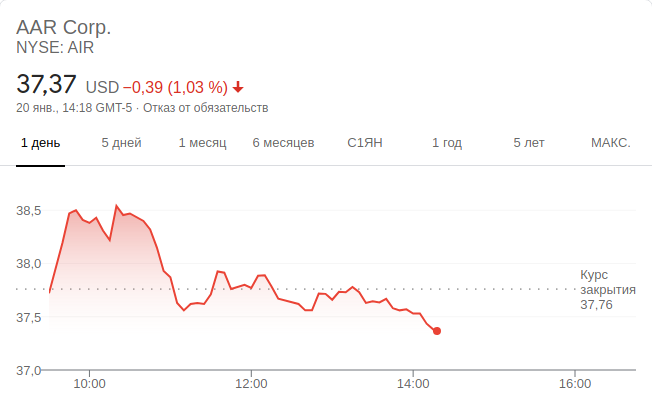 AAR Corp.
NYSE: AIR
37,37 USD −0,39 (1,03 %)
20 янв., 14:18 GMT-5 · Отказ от обязательств
1 день 5 дней 1 месяц 6 месяцев С1ЯН 1 год 5 лет МАКС.
38,5
38,0
Курс
закрытия
37,76
37,5
37,0
10:00 12:00 14:00 16:00